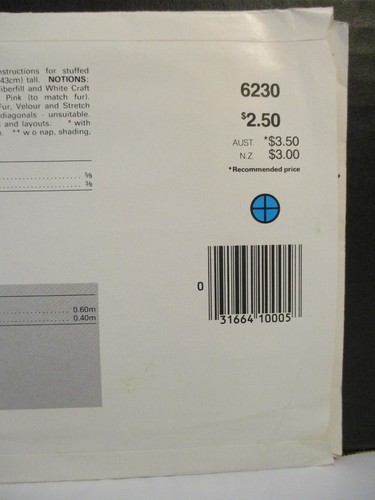 nstructions for stuffed
43cm) tall. NOTIONS:
iberfill and White Craft
Pink (to match fur).
Fur, Velour and Stretch
diagonals - unsuitable.
and layouts. * with
** w o nap, shading,
6230
$2.50
AUST. *$3.50
N.Z. $3.00
*Recommended price
5/8
3/8
0
31664 10005
0.60m
0.40m